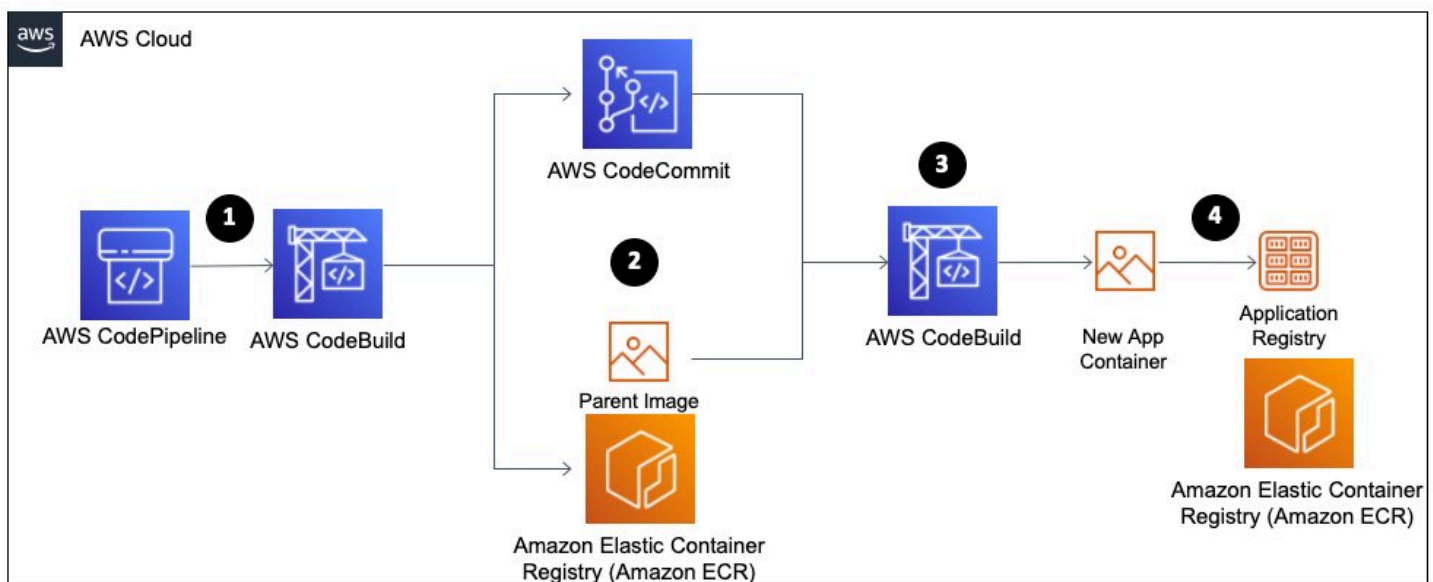 aws
AWS Cloud
</>
AWS CodeCommit
3
1
4
</>
</>
2
</>
AWS CodePipeline
AWS CodeBuild
AWS CodeBuild
New App
Container
Application
Registry
Parent Image
Amazon Elastic Container
Registry (Amazon ECR)
Amazon Elastic Container
Registry (Amazon ECR)